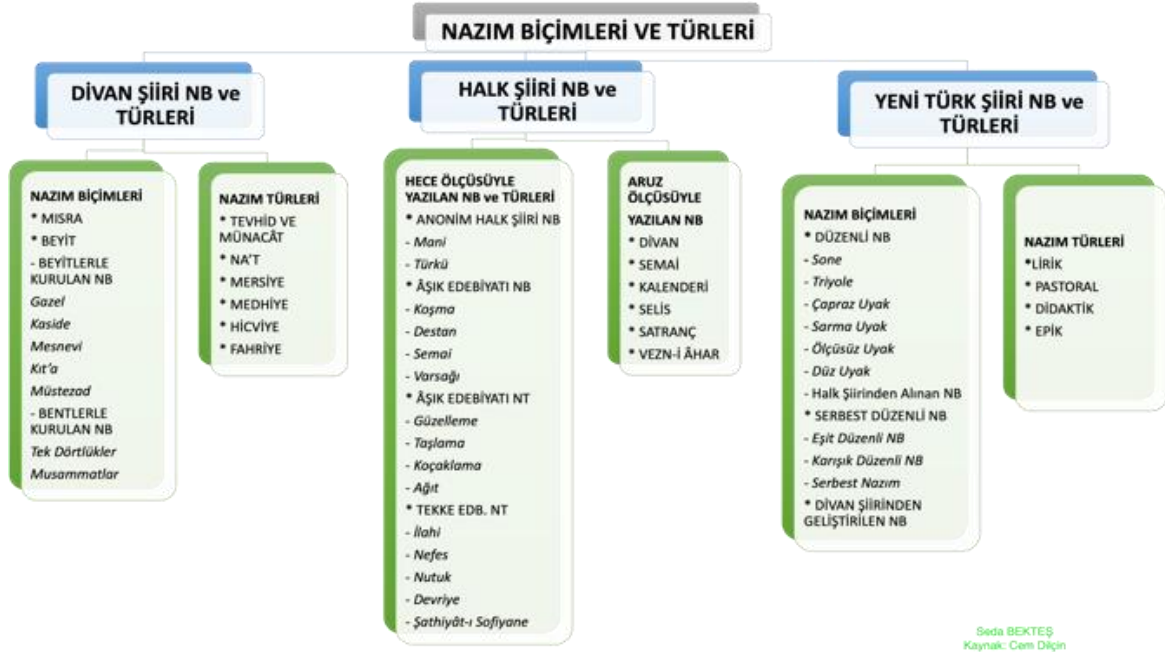 NAZIM BİÇİMLERİ VE TÜRLERİ
DİVAN ŞİİRİ NB ve
TÜRLERİ
NAZIM BİÇİMLERİ
* MISRA
* BEYİT
- BEYİTLERLE
KURULAN NB
Gazel
Kaside
Mesnevi
Kıt'a
Müstezad
- BENTLERLE
KURULAN NB
Tek Dörtlükler
Musammatlar
NAZIM TÜRLERİ
* TEVHİD VE
MÜNACÂT
* NA'T
* MERSİYE
* MEDHİYE
* HİCVİYE
* FAHRİYE
HALK ŞİİRİ NB ve
TÜRLERİ
HECE ÖLÇÜSÜYLE
YAZILAN NB ve TÜRLERİ
* ANONİM HALK ŞİİRİ NB
- Mani
- Türkü
* ÂŞIK EDEBİYATI NB
- Koşma
- Destan
- Semai
- Varsağı
* ÂŞIK EDEBİYATI NT
- Güzelleme
- Taşlama
- Koçaklama
- Ağıt
* TEKKE EDB. NT
- İlahi
- Nefes
- Nutuk
- Devriye
- Şathiyât-ı Sofiyane
ARUZ
ÖLÇÜSÜYLE
YAZILAN NB
* DİVAN
* SEMAİ
* KALENDERİ
* SELİS
* SATRANÇ
* VEZN-İ ÂHAR
YENİ TÜRK ŞİİRİ NB ve
TÜRLERİ
NAZIM BİÇİMLERİ
* DÜZENLİ NB
- Sone
- Triyole
- Çapraz Uyak
- Sarma Uyak
- Ölçüsüz Uyak
- Düz Uyak
- Halk Şiirinden Alınan NB
* SERBEST DÜZENLİ NB
- Eşit Düzenli NB
- Karışık Düzenli NB
- Serbest Nazım
* DİVAN ŞİİRİNDEN
GELİŞTİRİLEN NB
NAZIM TÜRLERİ
*LİRİK
* PASTORAL
* DİDAKTİK
* EPİK
Seda BEKTEŞ
Kaynak: Cem Dilçin